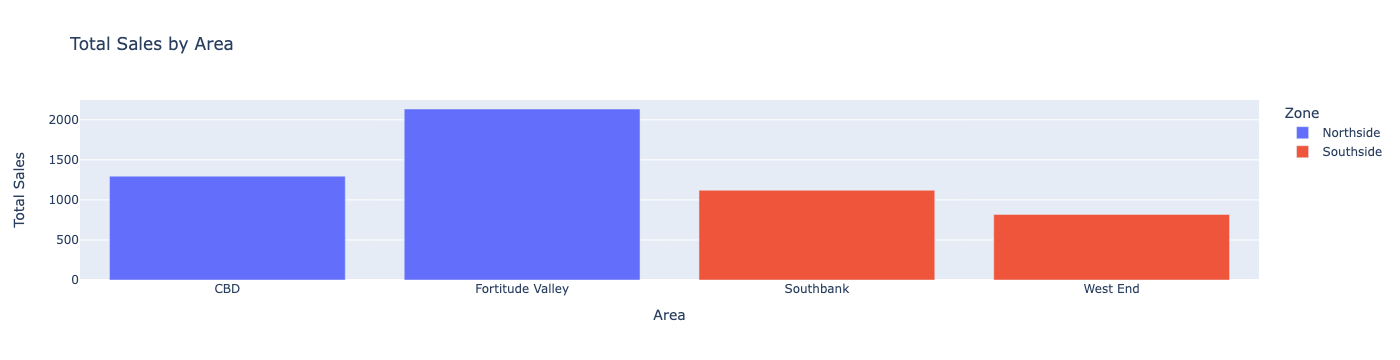 Total Sales by Area
Total Sales
2000
1500
1000
500
0
CBD
Fortitude Valley
Southbank
West End
Area
Zone
Northside
Southside